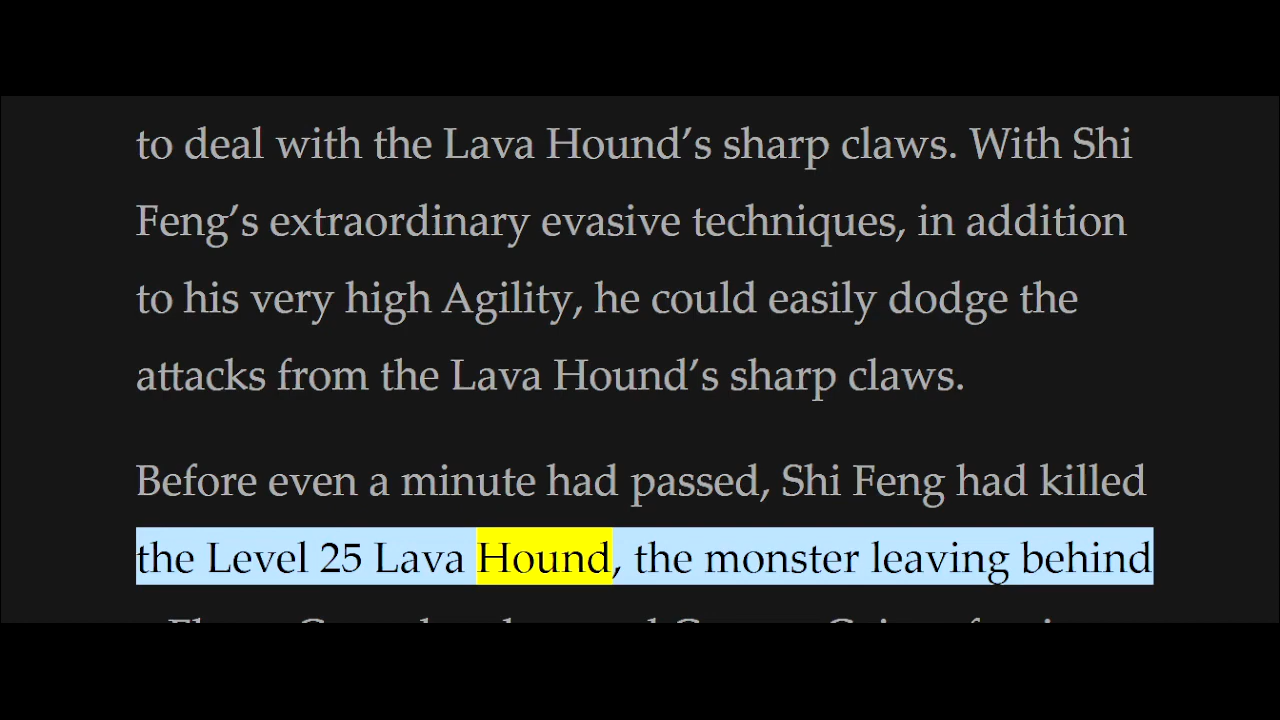 to deal with the Lava Hound’s sharp claws. With Shi
Feng’s extraordinary evasive techniques, in addition
to his very high Agility, he could easily dodge the
attacks from the Lava Hound’s sharp claws.
Before even a minute had passed, Shi Feng had killed
the Level 25 Lava Hound, the monster leaving behind